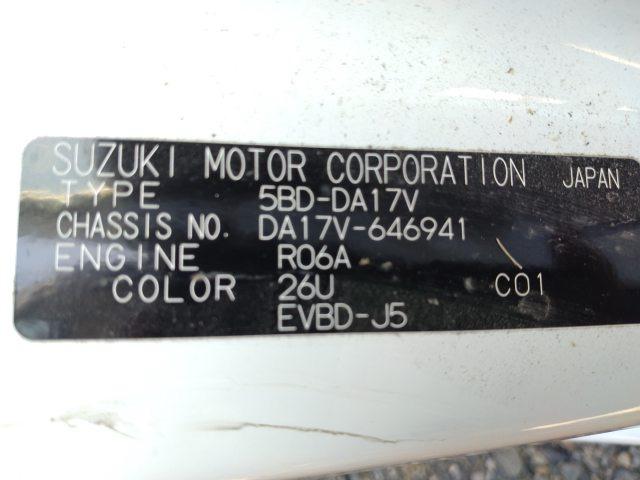 SUZUKI MOTOR CORPORATION JAPAN
TYPE 5BD-DA17V
CHASSIS NO. DA17V-646941
ENGINE R06A
COLOR 26U C01
EVBD-J5